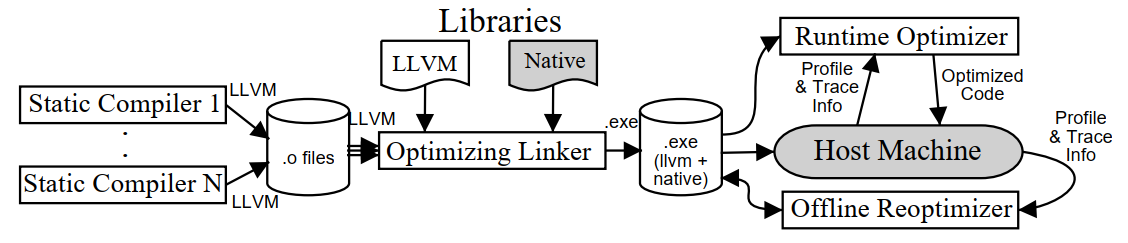 Libraries
LLVM
Native
Static Compiler 1
.
.
Static Compiler N
LLVM
LLVM
.o files
LLVM
Optimizing Linker
.exe
.exe
(llvm +
native)
Runtime Optimizer
Profile
& Trace
Info
Optimized
Code
Host Machine
Profile
& Trace
Info
Offline Reoptimizer